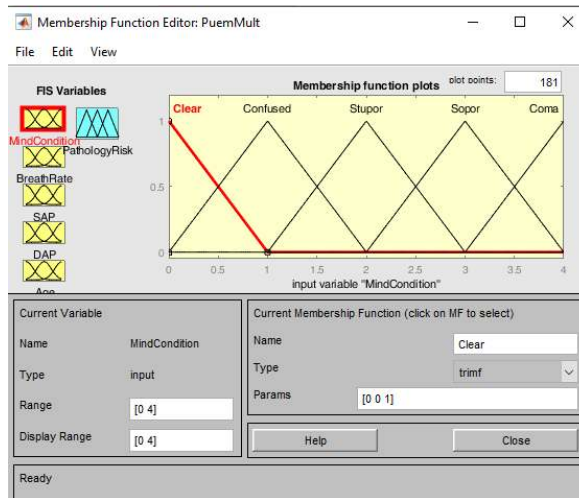 Membership Function Editor: PuemMult
File Edit View
FIS Variables
MindCondition
PathologyRisk
BreathRate
SAP
DAP
Age
Membership function plots plot points: 181
Clear Confused Stupor Sopor Coma
1
0.5
0
0 0.5 1 1.5 2 2.5 3 3.5 4
input variable "MindCondition"
Current Variable
Name MindCondition
Type input
Range [0 4]
Display Range [0 4]
Current Membership Function (click on MF to select)
Name Clear
Type trimf
Params [0 0 1]
Help Close
Ready